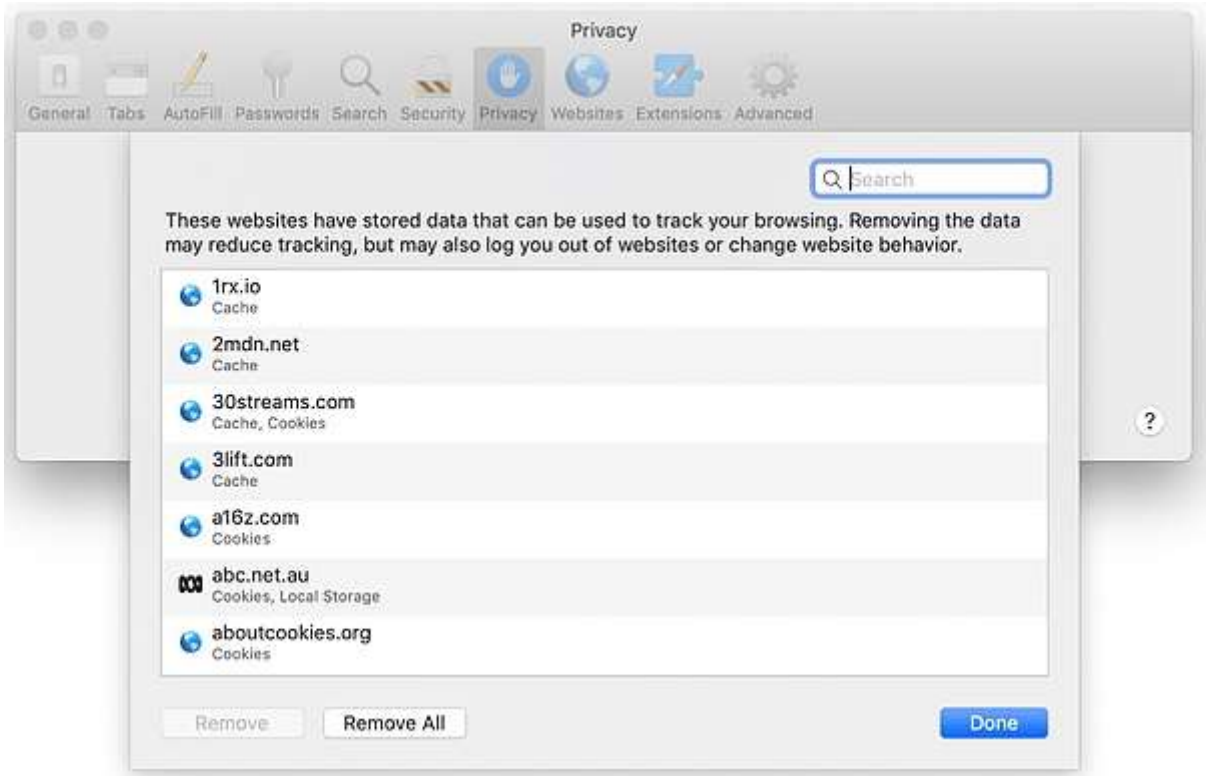 Privacy
General Tabs AutoFill Passwords Search Security Privacy Websites Extensions Advanced
Search
These websites have stored data that can be used to track your browsing. Removing the data
may reduce tracking, but may also log you out of websites or change website behavior.
1rx.io
Cache
2mdn.net
Cache
30streams.com
Cache, Cookies
3lift.com
Cache
a16z.com
Cookies
abc.net.au
Cookies, Local Storage
aboutcookies.org
Cookies
?
Remove Remove All Done